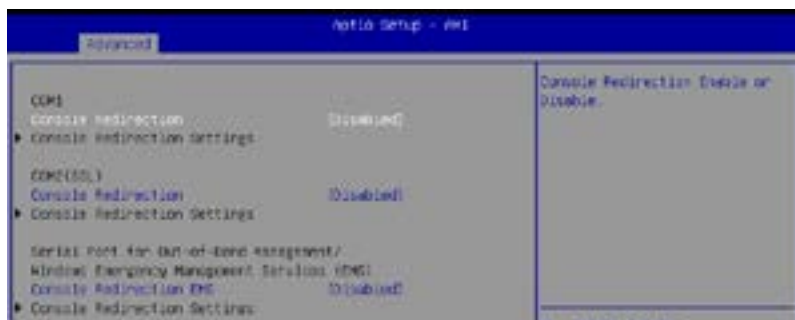 Aptio Setup - AMI
Advanced
COM1
Console Redirection [Disabled]
Console Redirection Settings
COM2(SOL)
Console Redirection [Disabled]
Console Redirection Settings
Serial Port for Out-of-Band Management/
Windows Emergency Management Services (EMS)
Console Redirection EMS [Disabled]
Console Redirection Settings
Console Redirection Enable or
Disable.